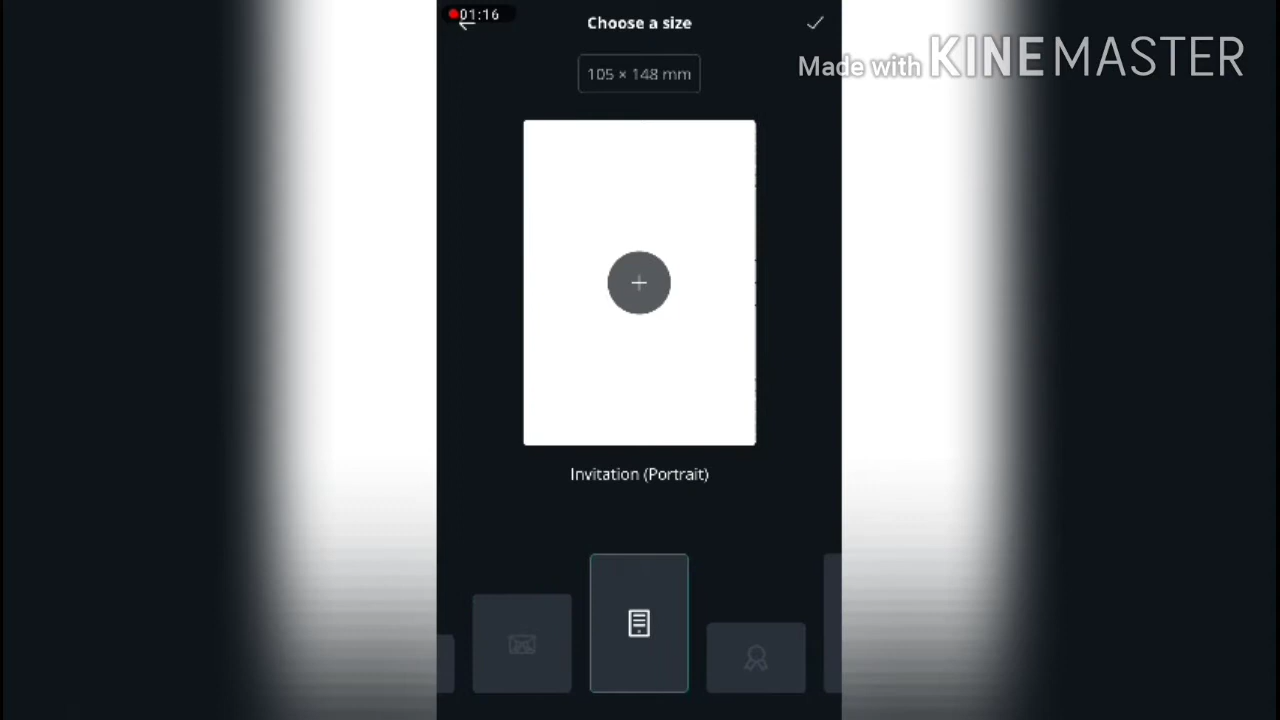 01:16
Choose a size
Made with KINEMASTER
105 × 148 mm
Invitation (Portrait)